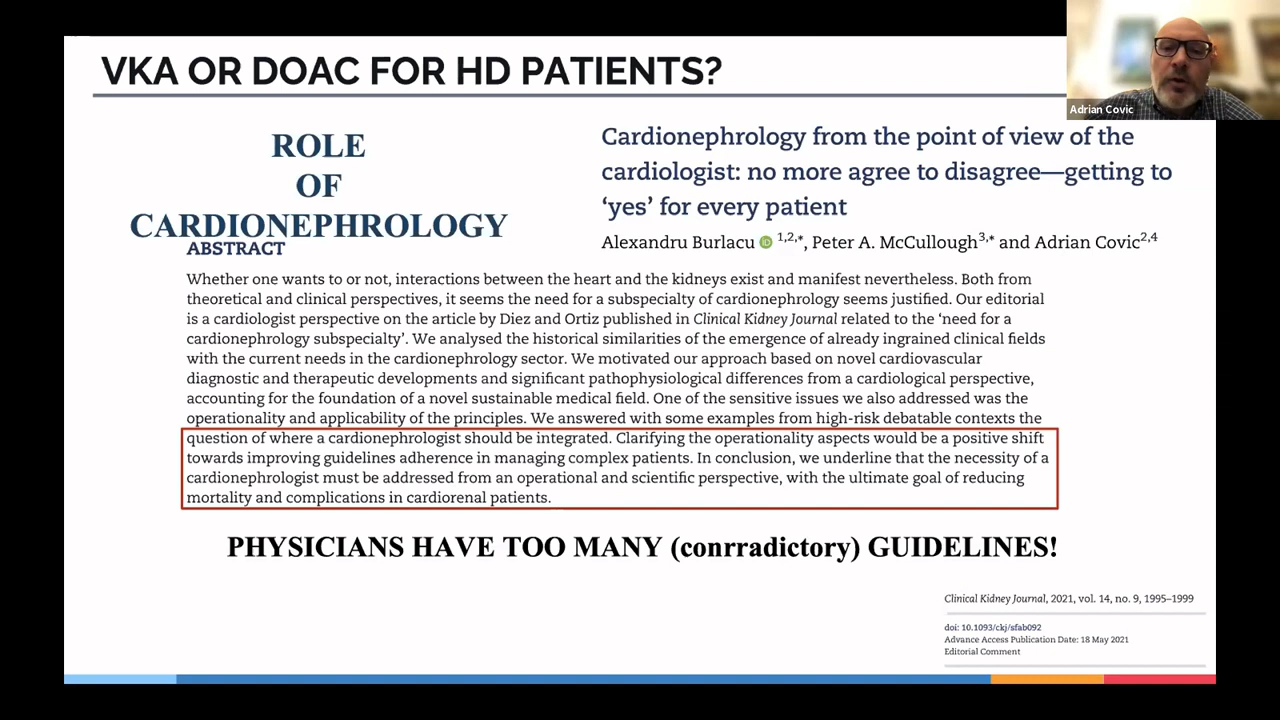 VKA OR DOAC FOR HD PATIENTS?
Adrian Covic
ROLE
OF
CARDIONEPHROLOGY
Cardionephrology from the point of view of the
cardiologist: no more agree to disagree—getting to
‘yes’ for every patient
Alexandru Burlacu iD 1,2,*, Peter A. McCullough3,* and Adrian Covic2,4
ABSTRACT
Whether one wants to or not, interactions between the heart and the kidneys exist and manifest nevertheless. Both from
theoretical and clinical perspectives, it seems the need for a subspecialty of cardionephrology seems justified. Our editorial
is a cardiologist perspective on the article by Diez and Ortiz published in Clinical Kidney Journal related to the ‘need for a
cardionephrology subspecialty’. We analysed the historical similarities of the emergence of already ingrained clinical fields
with the current needs in the cardionephrology sector. We motivated our approach based on novel cardiovascular
diagnostic and therapeutic developments and significant pathophysiological differences from a cardiological perspective,
accounting for the foundation of a novel sustainable medical field. One of the sensitive issues we also addressed was the
operationality and applicability of the principles. We answered with some examples from high-risk debatable contexts the
question of where a cardionephrologist should be integrated. Clarifying the operationality aspects would be a positive shift
towards improving guidelines adherence in managing complex patients. In conclusion, we underline that the necessity of a
cardionephrologist must be addressed from an operational and scientific perspective, with the ultimate goal of reducing
mortality and complications in cardiorenal patients.
PHYSICIANS HAVE TOO MANY (conrradictory) GUIDELINES!
Clinical Kidney Journal, 2021, vol. 14, no. 9, 1995–1999
doi: 10.1093/ckj/sfab092
Advance Access Publication Date: 18 May 2021
Editorial Comment